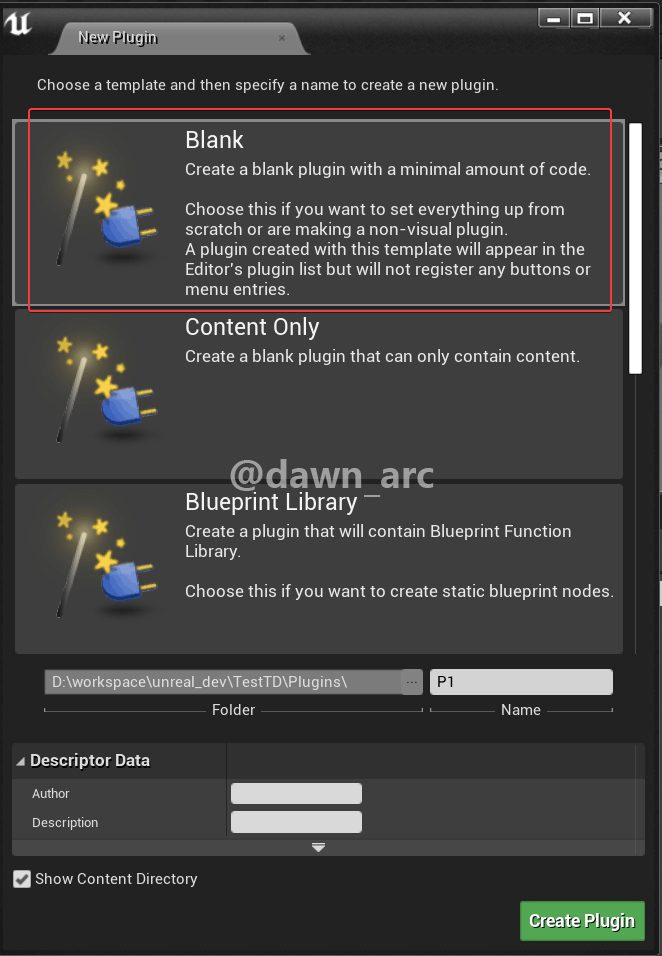 New Plugin
Choose a template and then specify a name to create a new plugin.
Blank
Create a blank plugin with a minimal amount of code.
Choose this if you want to set everything up from
scratch or are making a non-visual plugin.
A plugin created with this template will appear in the
Editor's plugin list but will not register any buttons or
menu entries.
Content Only
Create a blank plugin that can only contain content.
@dawn_arc
Blueprint Library
Create a plugin that will contain Blueprint Function
Library.
Choose this if you want to create static blueprint nodes.
D:\workspace\unreal_dev\TestTD\Plugins\ ... P1
Folder Name
Descriptor Data
Author
Description
Show Content Directory
Create Plugin